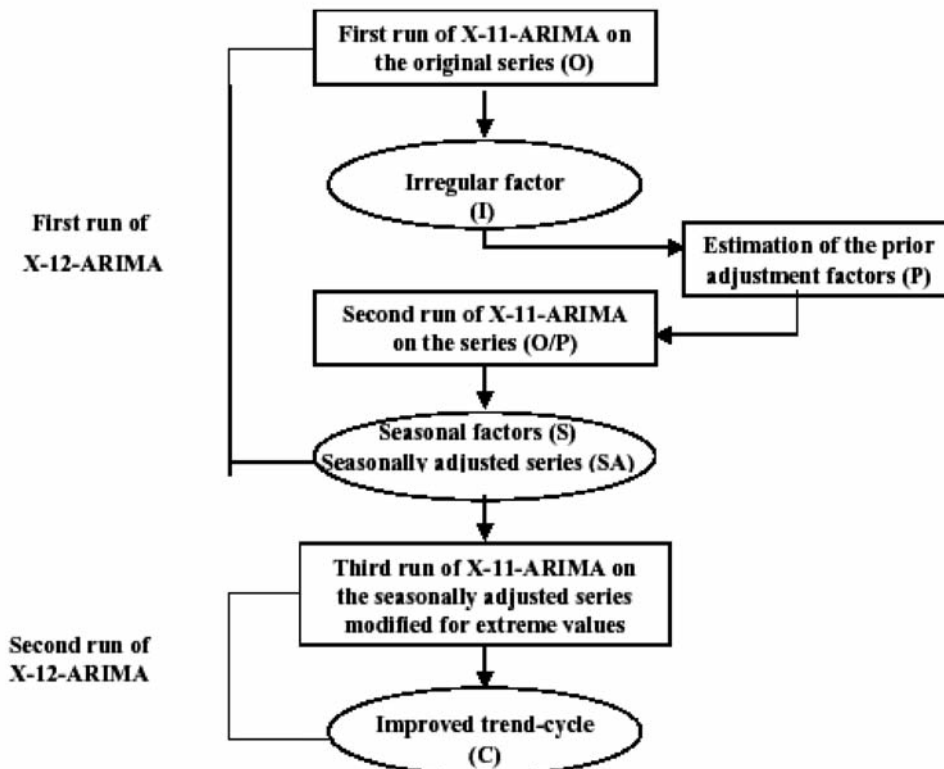 First run of X-11-ARIMA on
the original series (O)
Irregular factor
(I)
First run of
X-12-ARIMA
Estimation of the prior
adjustment factors (P)
Second run of X-11-ARIMA
on the series (O/P)
Seasonal factors (S)
Seasonally adjusted series (SA)
Third run of X-11-ARIMA on
the seasonally adjusted series
modified for extreme values
Second run of
X-12-ARIMA
Improved trend-cycle
(C)